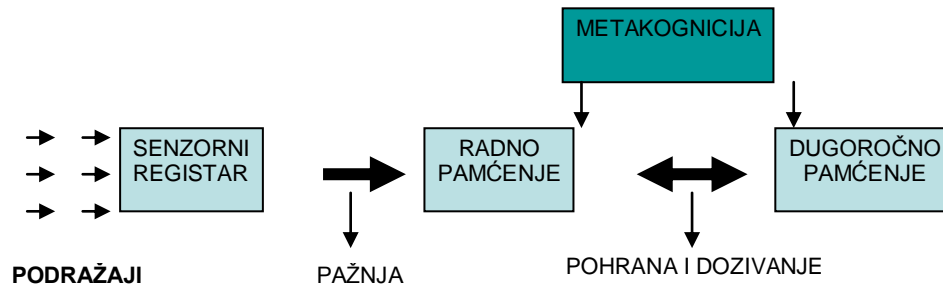 METAKOGNICIJA
SENZORNI
REGISTAR
RADNO
PAMĆENJE
DUGOROČNO
PAMĆENJE
PODRAŽAJI
PAŽNJA
POHRANA I DOZIVANJE